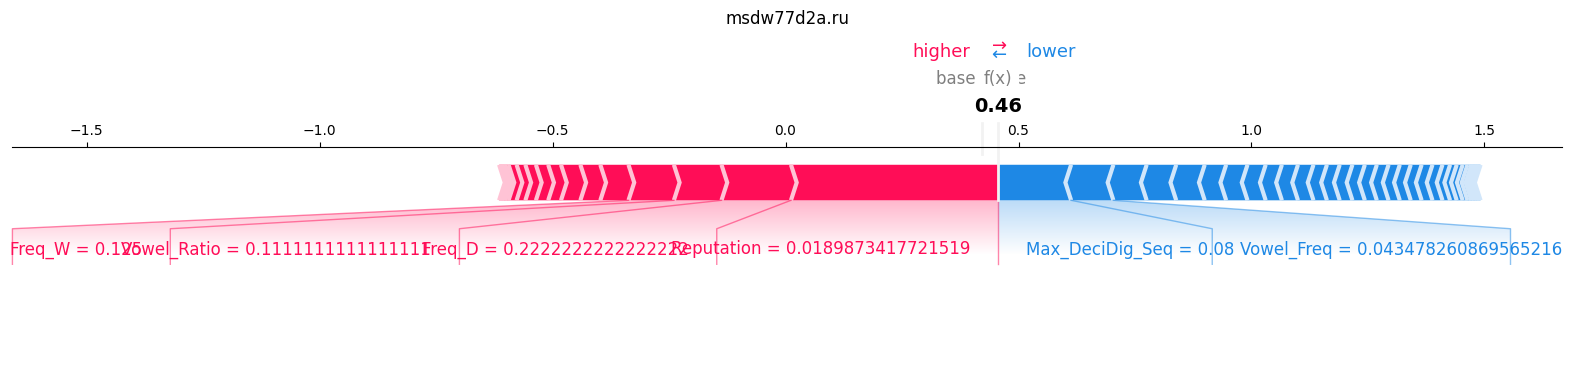 msdw77d2a.ru
higher ⇄ lower
base f(x) e
0.46
−1.5 −1.0 −0.5 0.0 0.5 1.0 1.5
Freq_W = 0.125 Vowel_Ratio = 0.1111111111111111 Freq_D = 0.2222222222222222 Reputation = 0.0189873417721519 Max_DeciDig_Seq = 0.08 Vowel_Freq = 0.043478260869565216